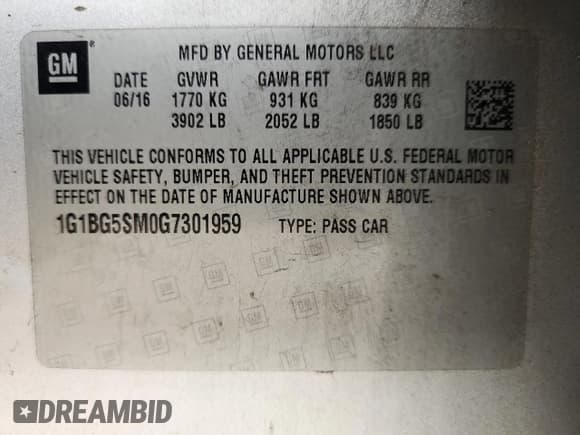 GM ® MFD BY GENERAL MOTORS LLC
DATE GVWR GAWR FRT GAWR RR
06/16 1770 KG 931 KG 839 KG
3902 LB 2052 LB 1850 LB
THIS VEHICLE CONFORMS TO ALL APPLICABLE U.S. FEDERAL MOTOR
VEHICLE SAFETY, BUMPER, AND THEFT PREVENTION STANDARDS IN
EFFECT ON THE DATE OF MANUFACTURE SHOWN ABOVE.
1G1BG5SM0G7301959 TYPE: PASS CAR
DREAMBID